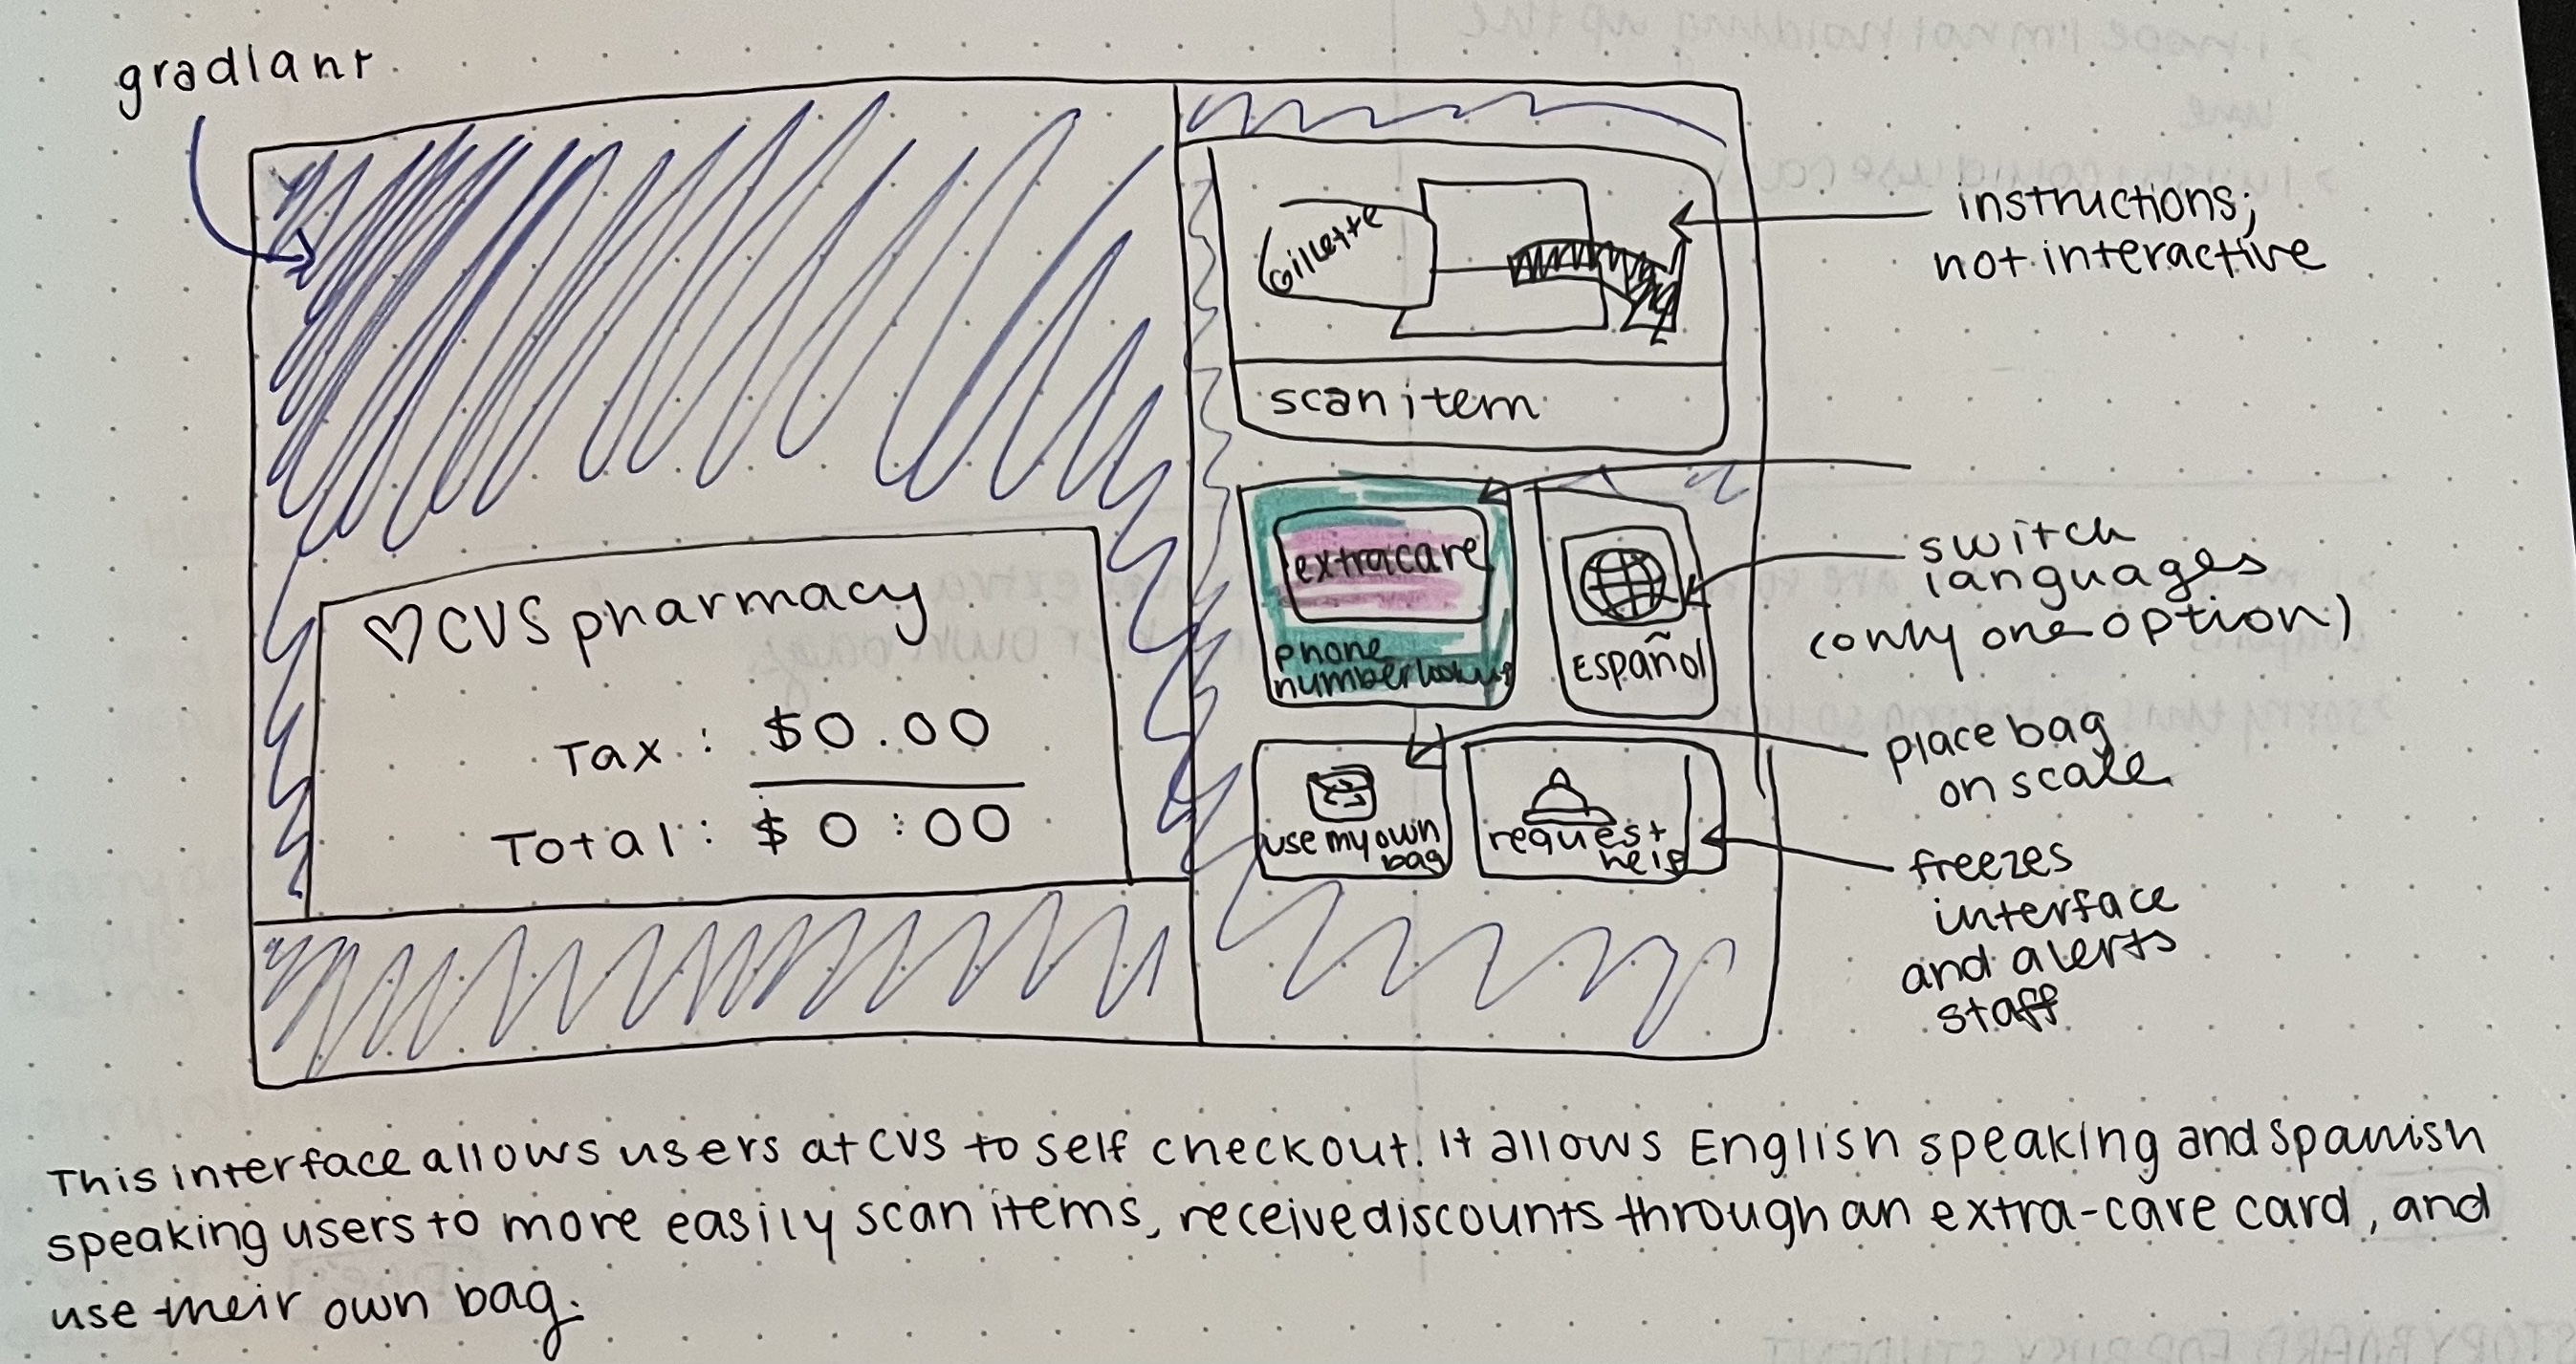 gradiant
Gillette
instructions;
not interactive
scan item
extracare
phone
number lookup
Español
switch
languages
(only one option)
♡CVS pharmacy
Tax : $0.00
Total : $0:00
use my own
bag
request
help
place bag
on scale
freezes
interface
and alerts
staff
This interface allows users at CVS to self checkout. It allows English speaking and spanish
speaking users to more easily scan items, receive discounts through an extra-care card, and
use their own bag.